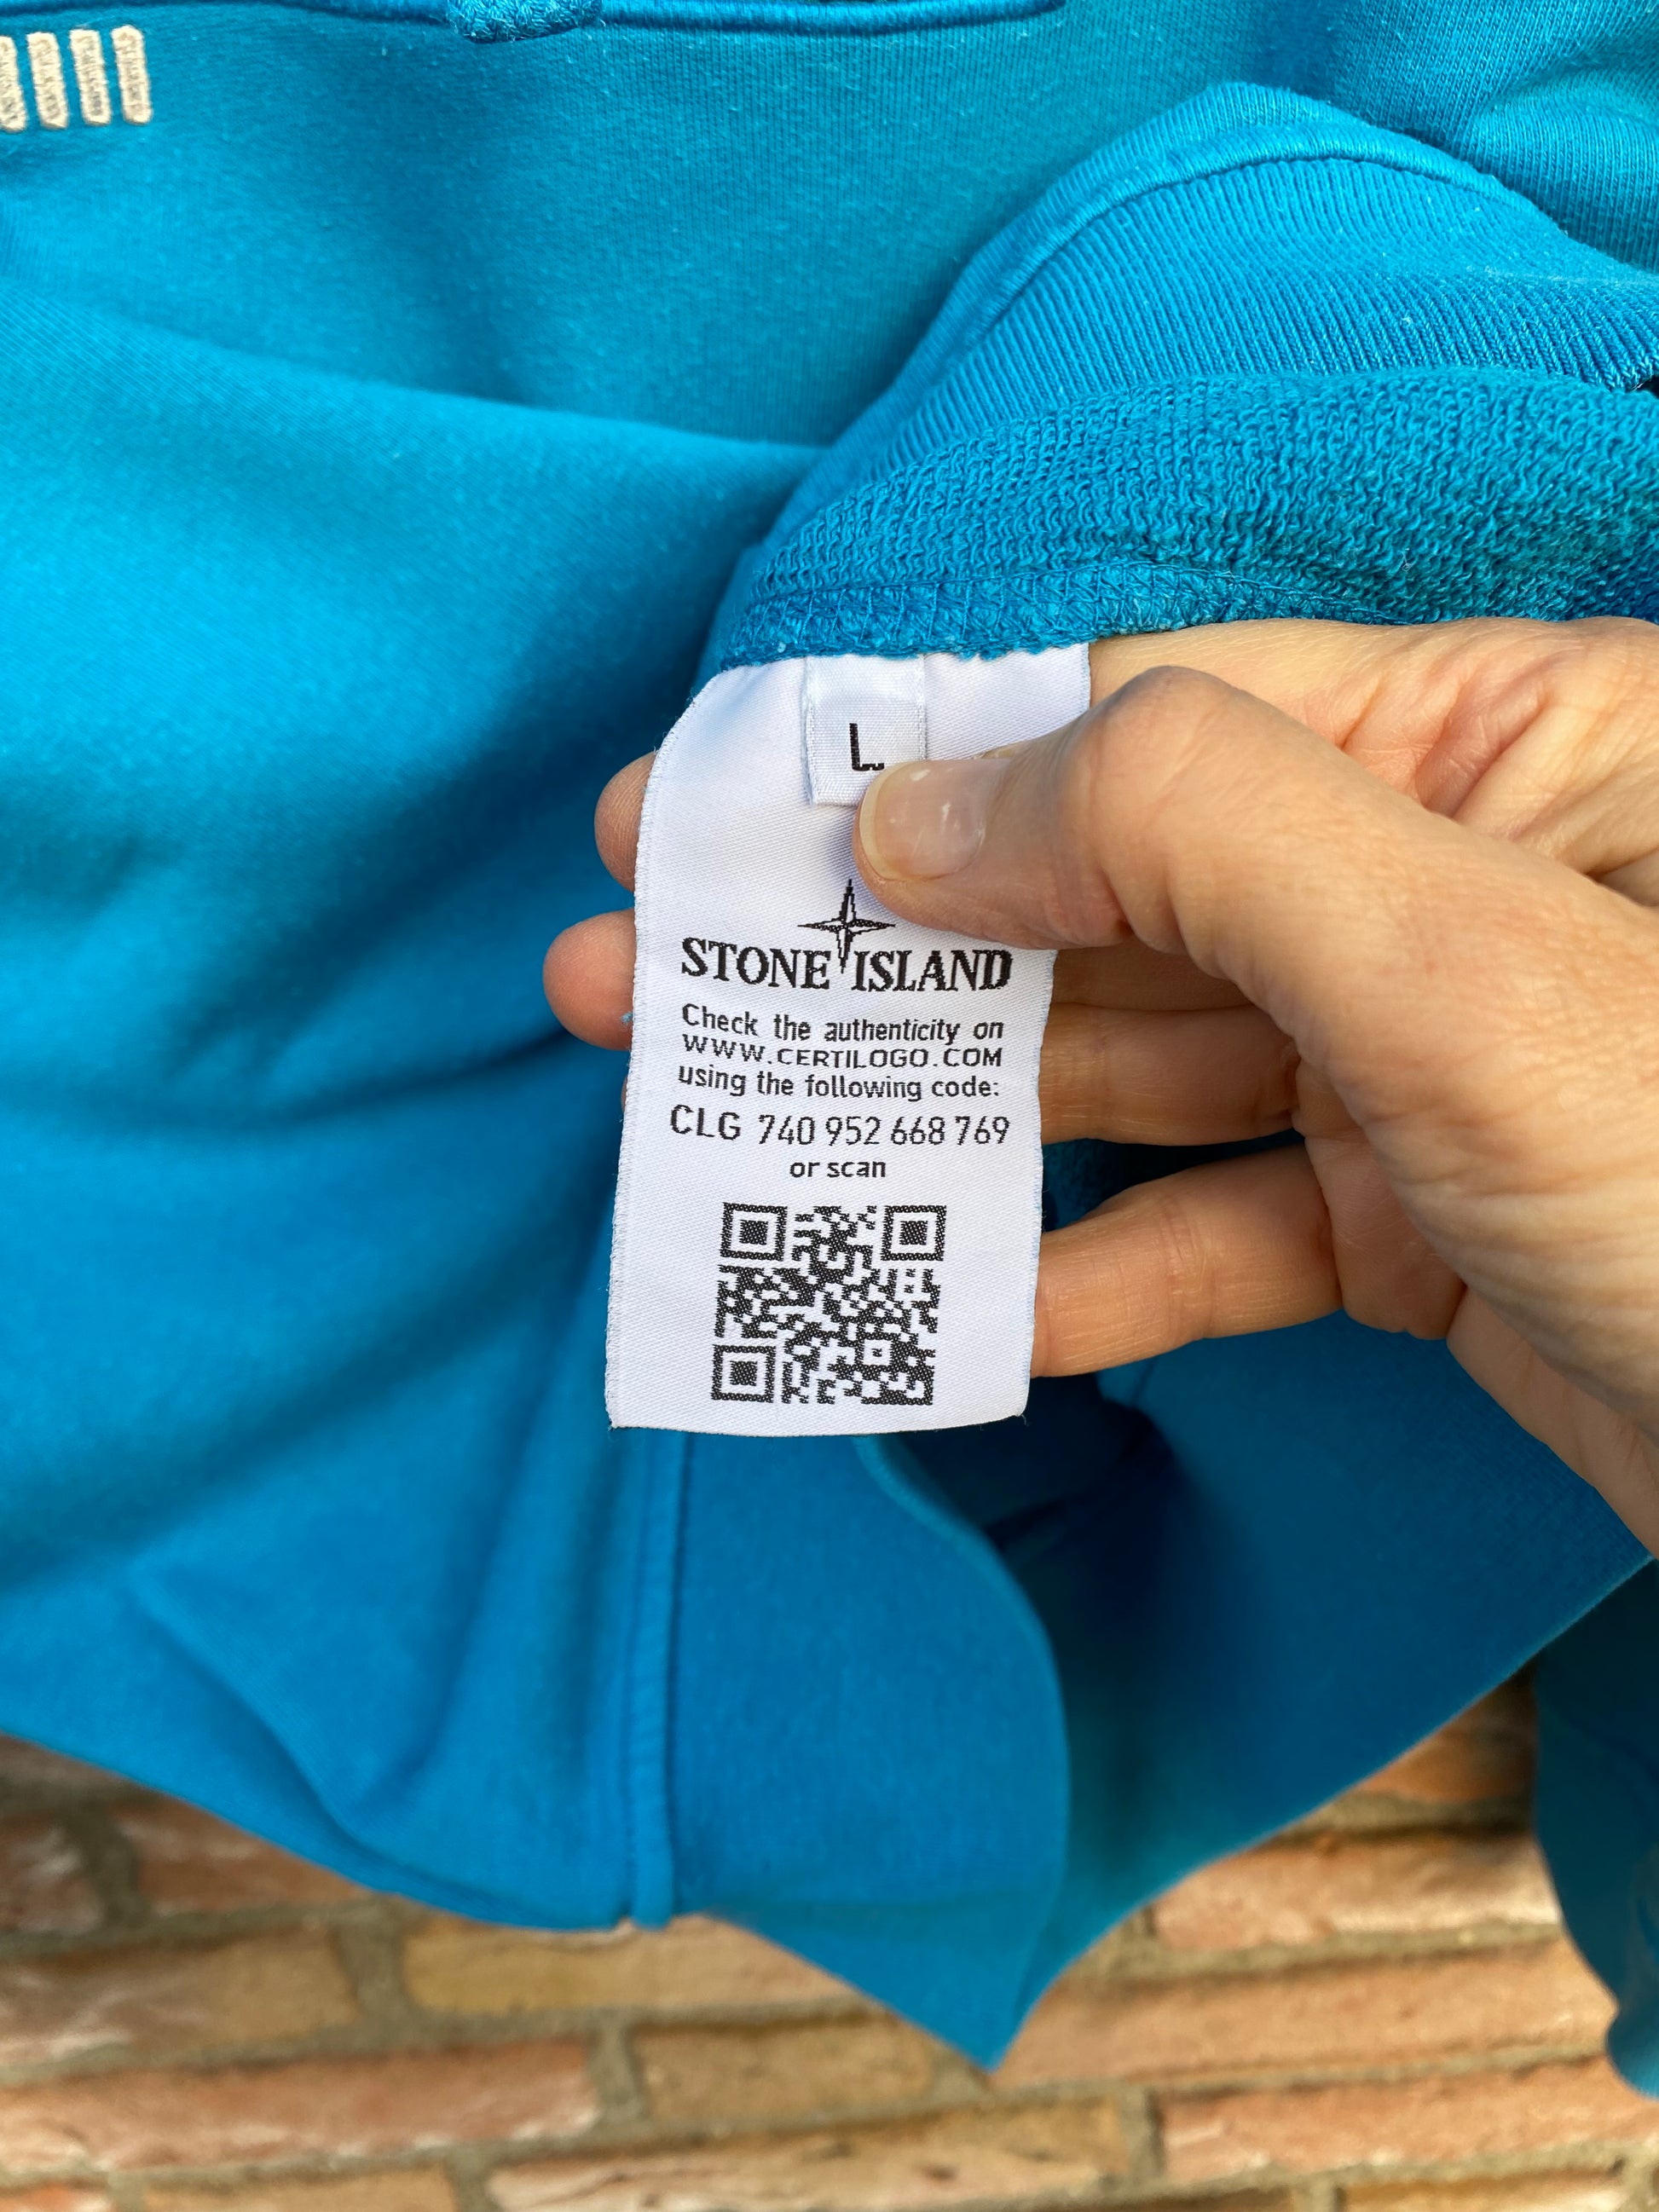 L
STONE ISLAND
Check the authenticity on
WWW.CERTILOGO.COM
using the following code:
CLG 740 952 668 769
or scan